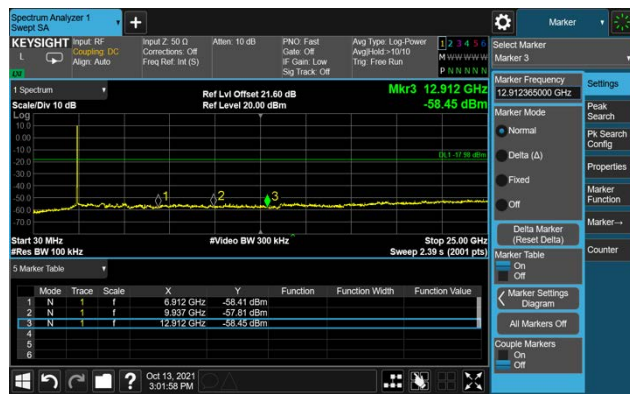 Spectrum Analyzer 1
Swept SA
Marker
KEYSIGHT
L
Input: RF
Coupling: DC
Align: Auto
Input Z: 50 Ω
Corrections: Off
Freq Ref: Int (S)
Atten: 10 dB
PNO: Fast
Gate: Off
IF Gain: Low
Sig Track: Off
Avg Type: Log-Power
Avg|Hold:>10/10
Trig: Free Run
1 2 3 4 5 6
M W W W W W
P N N N N N
Select Marker
Marker 3
1 Spectrum
Scale/Div 10 dB
Log
Ref Lvl Offset 21.60 dB
Ref Level 20.00 dBm
Mkr3 12.912 GHz
-58.45 dBm
10.0
0.00
-10.0
-20.0
-30.0
-40.0
-50.0
-60.0
-70.0
DL1 -17.98 dBm
1
2
3
Start 30 MHz
#Res BW 100 kHz
#Video BW 300 kHz
Stop 25.00 GHz
Sweep 2.39 s (2001 pts)
5 Marker Table
Mode Trace Scale X Y Function Function Width Function Value
1 N 1 f 6.912 GHz -58.41 dBm
2 N 1 f 9.937 GHz -57.81 dBm
3 N 1 f 12.912 GHz -58.45 dBm
4
5
6
Marker Frequency
12.912365000 GHz
Marker Mode
Normal
Delta (Δ)
Fixed
Off
Delta Marker
(Reset Delta)
Marker Table
On
Off
Marker Settings
Diagram
All Markers Off
Couple Markers
On
Off
Settings
Peak
Search
Pk Search
Config
Properties
Marker
Function
Marker→
Counter
?
Oct 13, 2021
3:01:58 PM